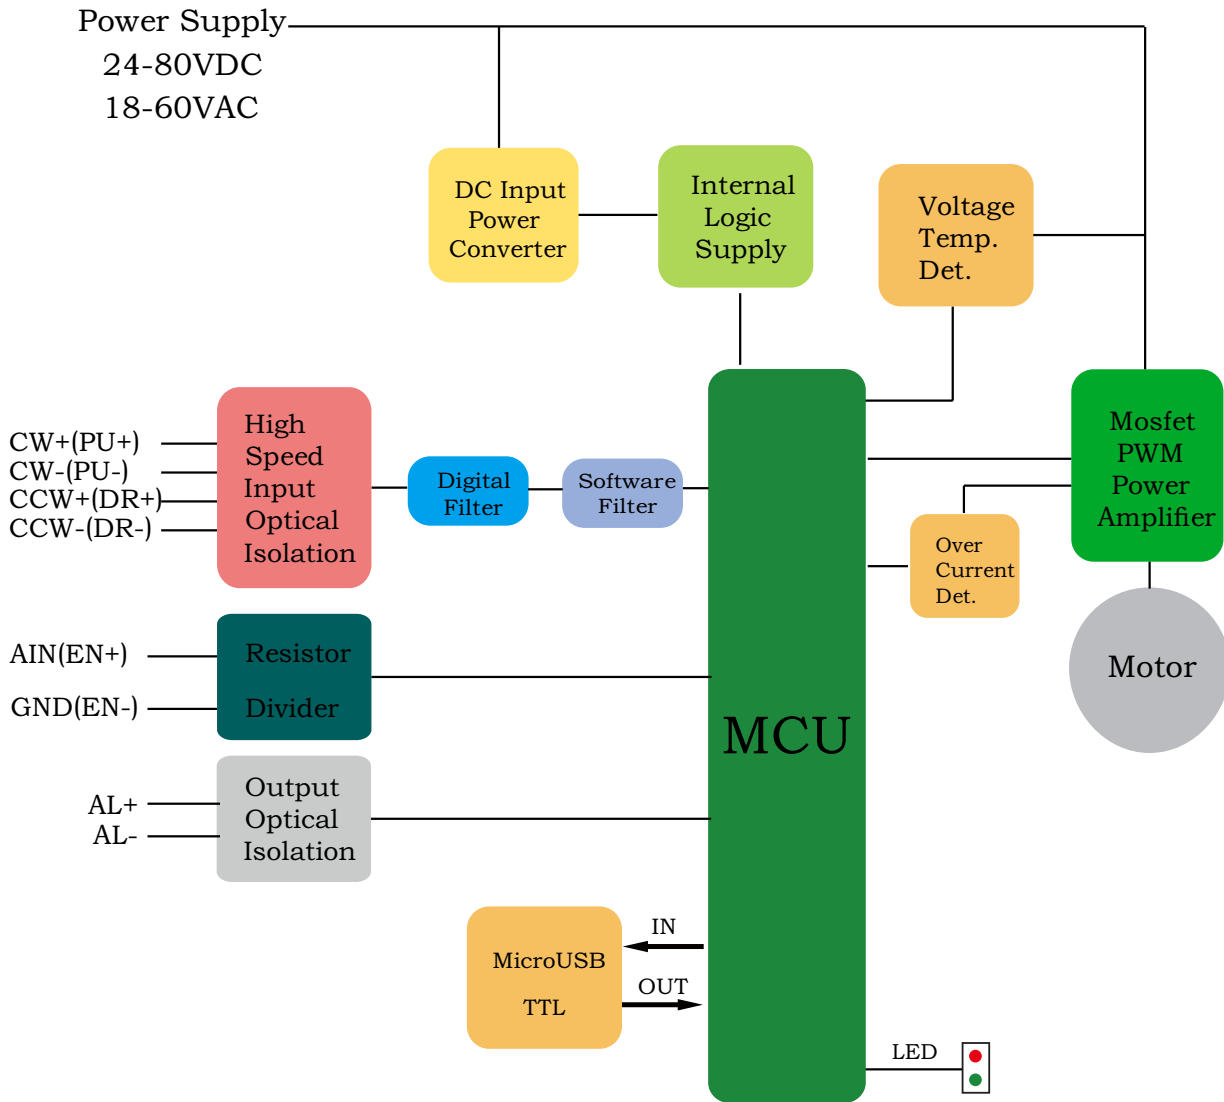 Power Supply
24-80VDC
18-60VAC
DC Input
Power
Converter
Internal
Logic
Supply
Voltage
Temp.
Det.
CW+(PU+)
CW-(PU-)
CCW+(DR+)
CCW-(DR-)
High
Speed
Input
Optical
Isolation
Digital
Filter
Software
Filter
Mosfet
PWM
Power
Amplifier
Over
Current
Det.
Motor
AIN(EN+)
GND(EN-)
Resistor
Divider
MCU
AL+
AL-
Output
Optical
Isolation
MicroUSB
TTL
IN
OUT
LED